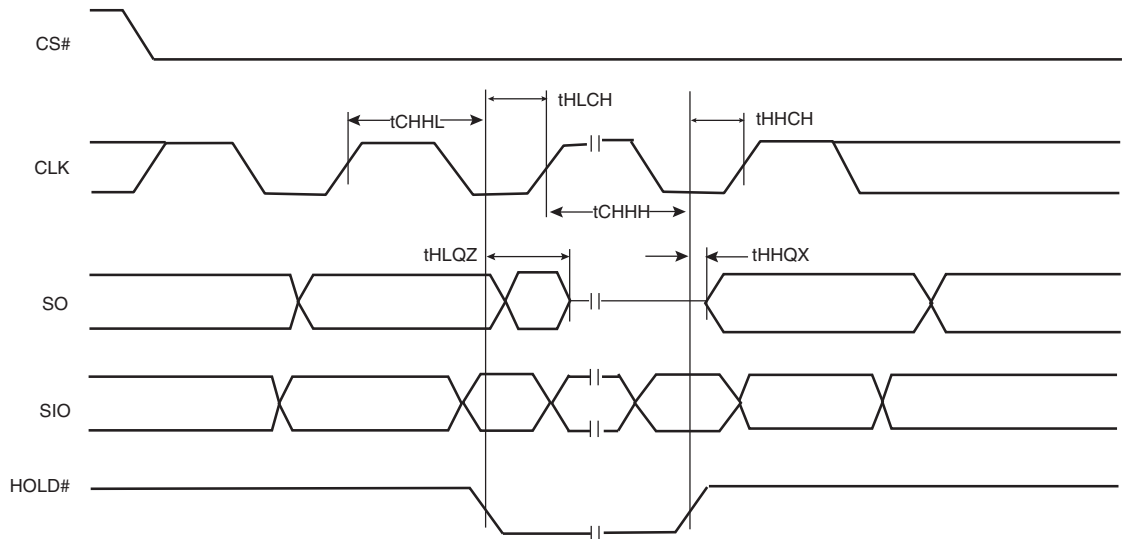 CS#
tHLCH
tCHHL
tHHCH
CLK
tCHHH
tHLQZ
tHHQX
SO
SIO
HOLD#